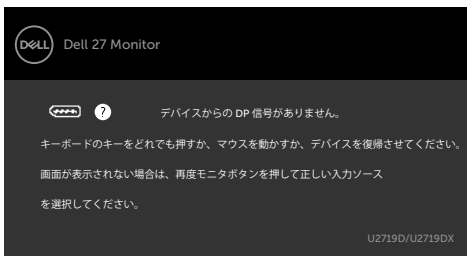 DELL Dell 27 Monitor
? デバイスからの DP 信号がありません。
キーボードのキーをどれでも押すか、マウスを動かすか、デバイスを復帰させてください。
画面が表示されない場合は、再度モニタボタンを押して正しい入力ソース
を選択してください。
U2719D/U2719DX